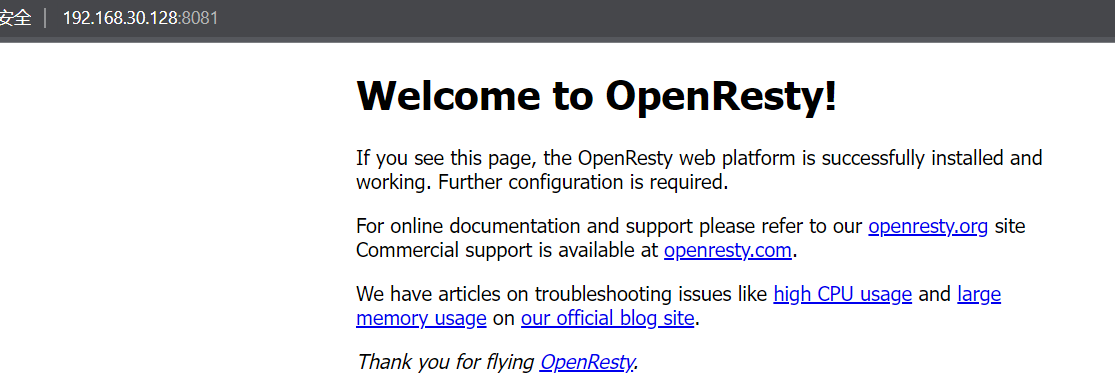 安全 | 192.168.30.128:8081
Welcome to OpenResty!
If you see this page, the OpenResty web platform is successfully installed and
working. Further configuration is required.
For online documentation and support please refer to our openresty.org site
Commercial support is available at openresty.com.
We have articles on troubleshooting issues like high CPU usage and large
memory usage on our official blog site.
Thank you for flying OpenResty.